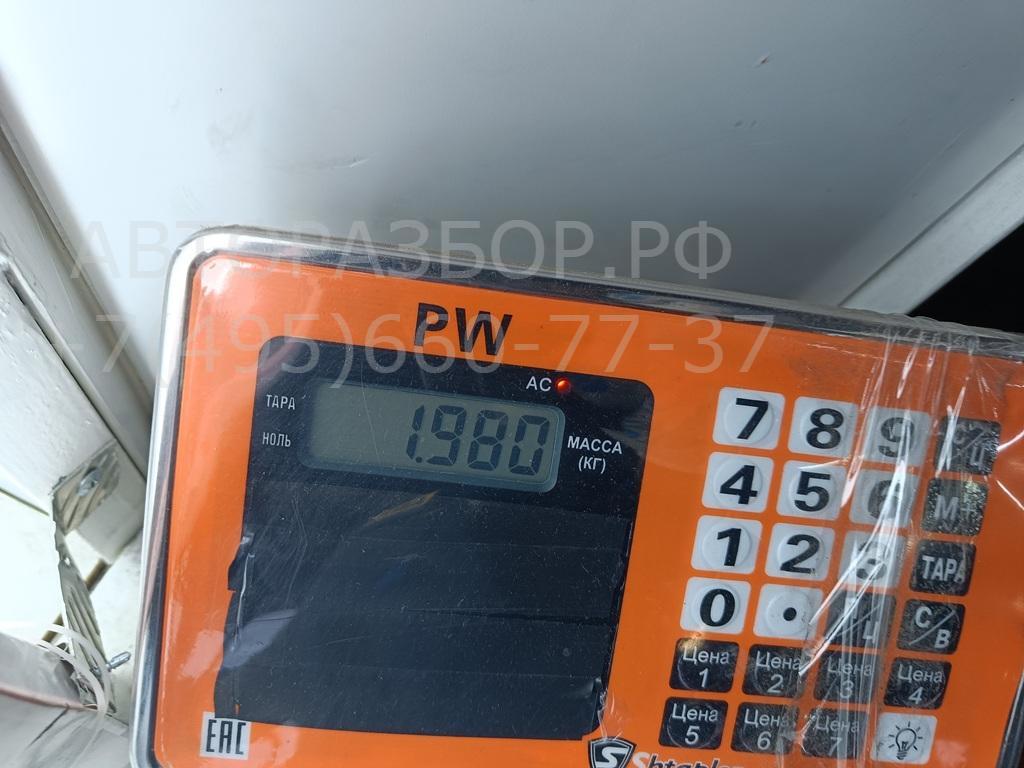 АВТОРАЗБОР.РФ
PW
-7(495)660-77-37
AC
ТАРА
НОЛЬ
1.980
МАССА
(КГ)
7 8 9
4 5 6 М+
1 2 3 ТАРА
0 • С/В
Цена 1 Цена 2 Цена 3 Цена 4
Цена 5 Цена 6 Цена 7
EAC
S